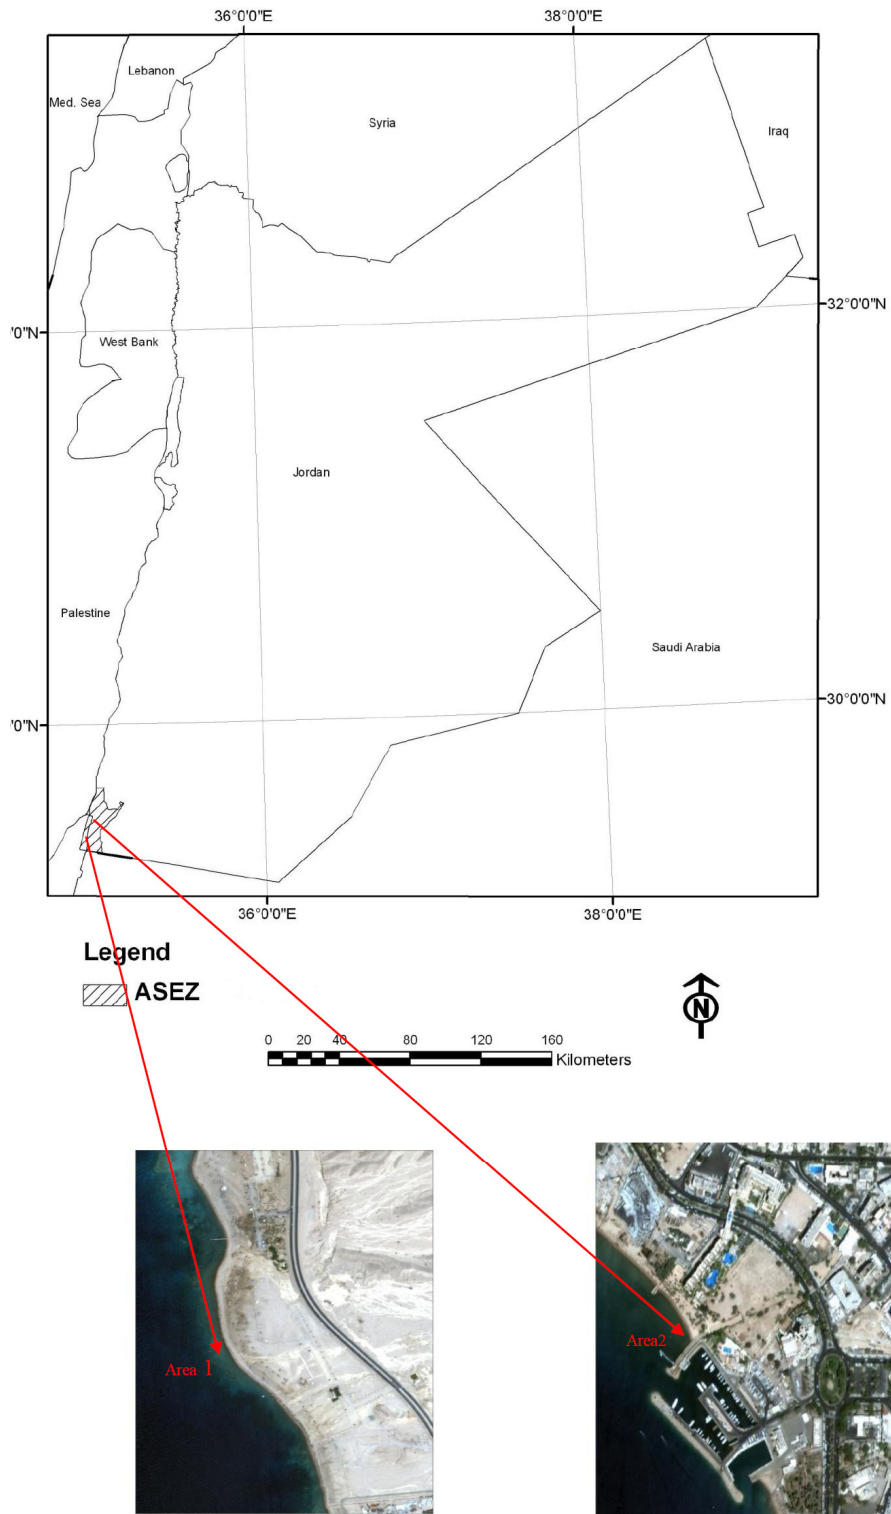 36°0'0"E 38°0'0"E
Lebanon
Med. Sea
Syria
Iraq
32°0'0"N
'0"N
West Bank
Jordan
Palestine
Saudi Arabia
30°0'0"N
'0"N
36°0'0"E 38°0'0"E
Legend
ASEZ
N
0 20 40 80 120 160
Kilometers
Area 1
Area2